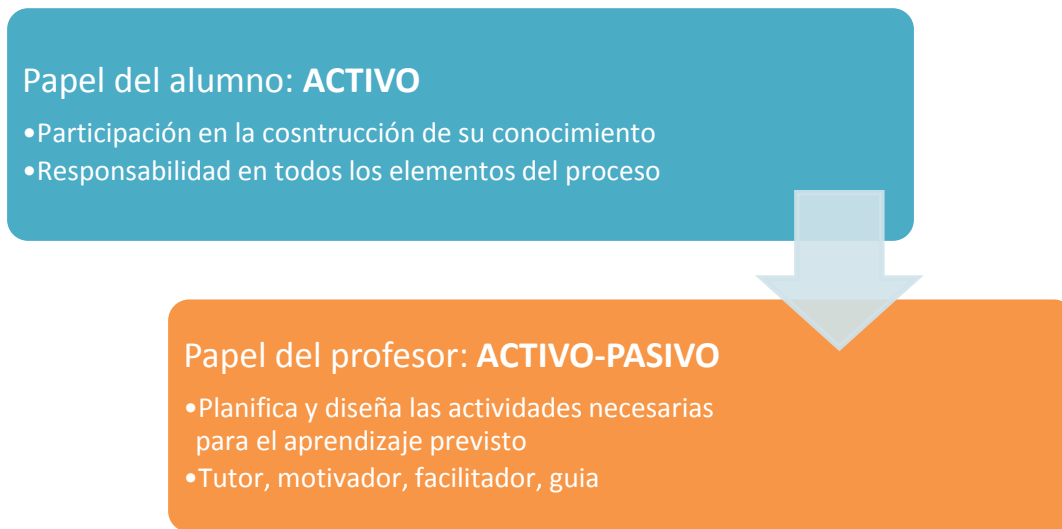 Papel del alumno: ACTIVO
•Participación en la cosntrucción de su conocimiento
•Responsabilidad en todos los elementos del proceso
Papel del profesor: ACTIVO-PASIVO
•Planifica y diseña las actividades necesarias
para el aprendizaje previsto
•Tutor, motivador, facilitador, guia